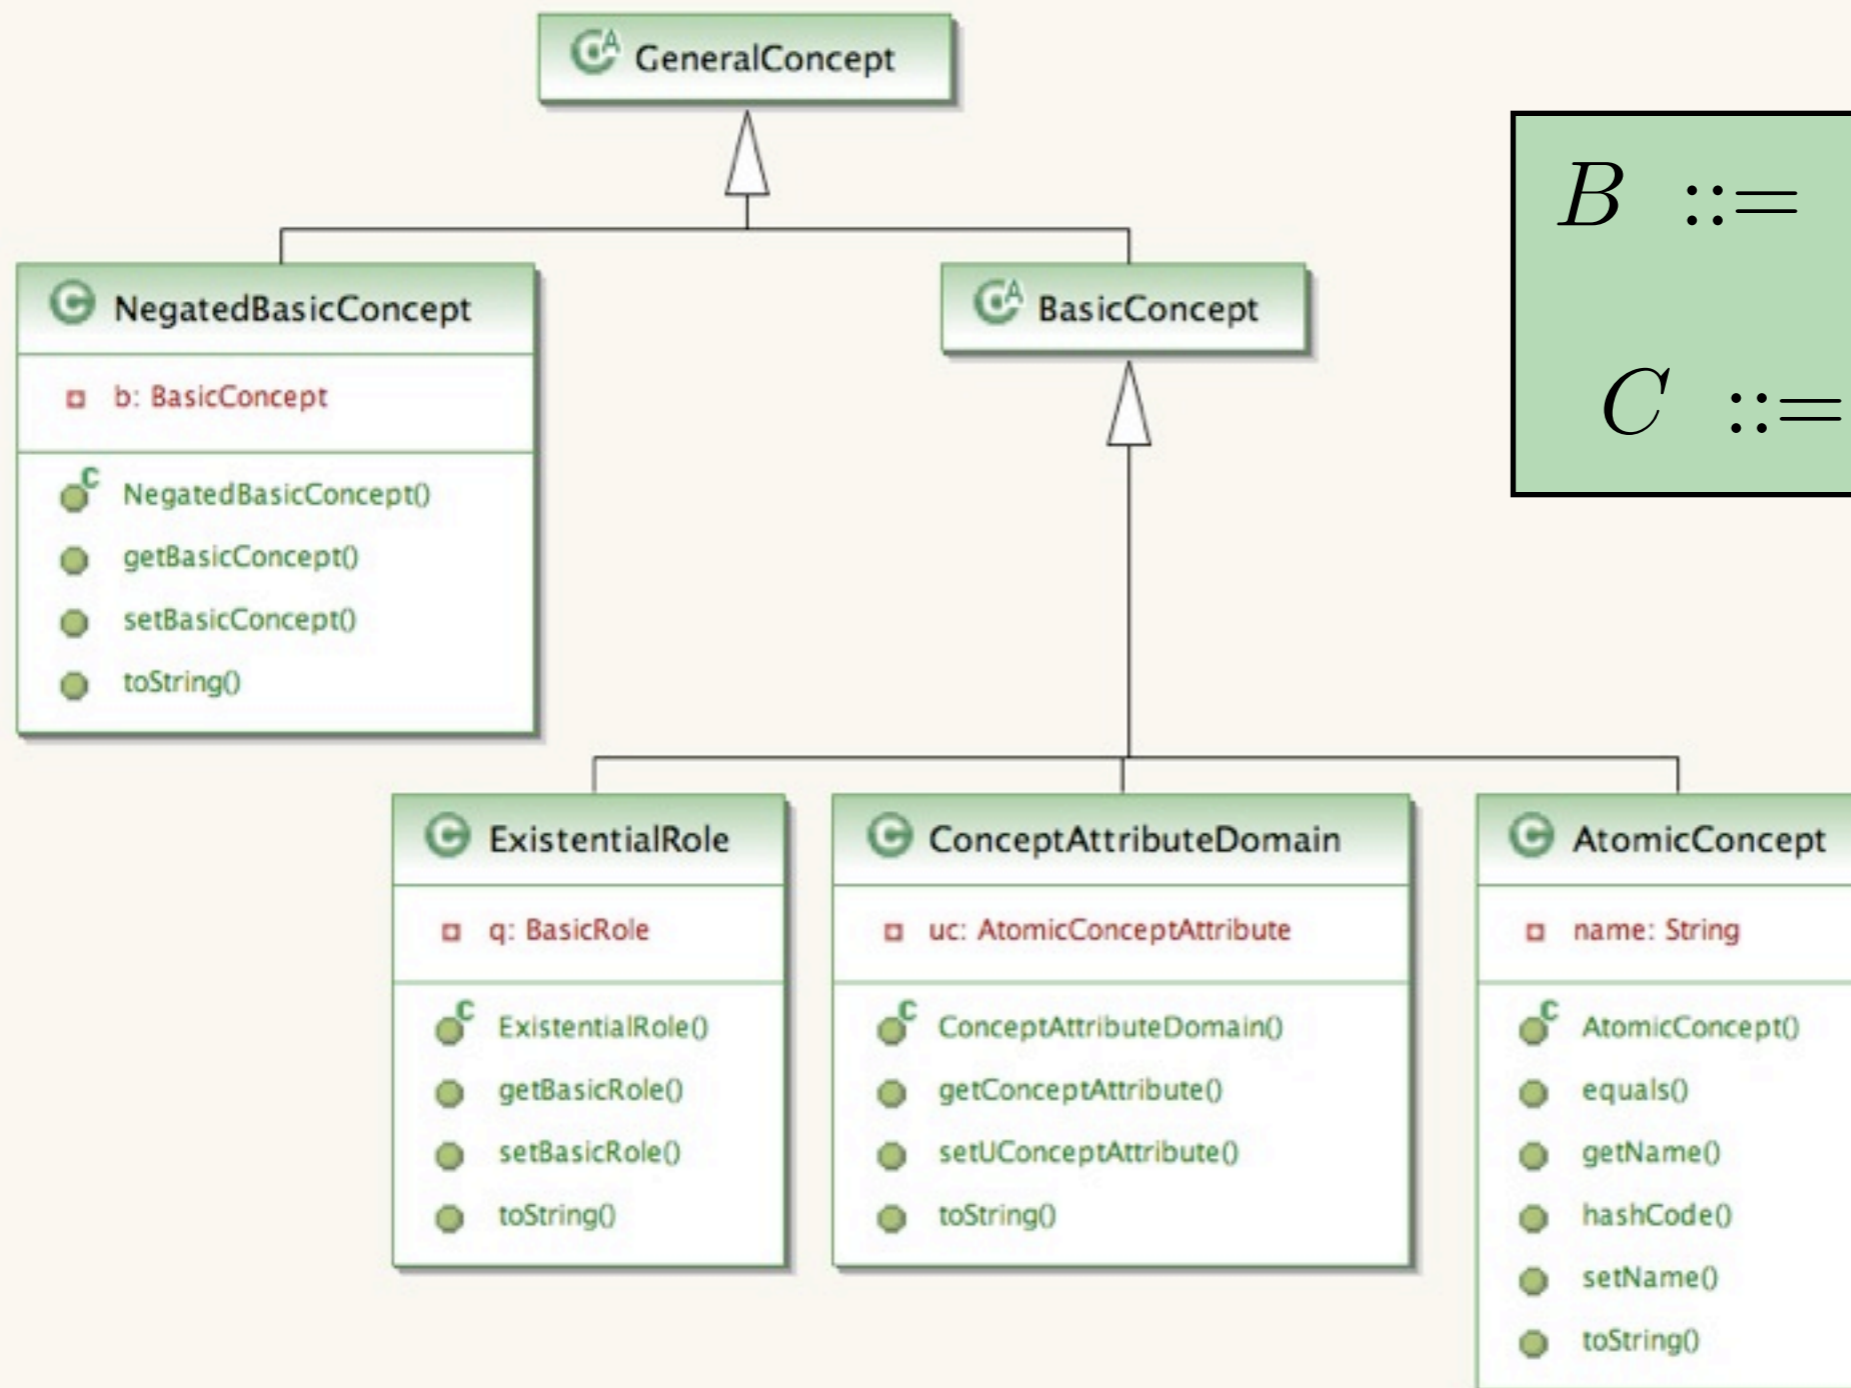 GeneralConcept
B ::=
C ::=
NegatedBasicConcept
b: BasicConcept
NegatedBasicConcept()
getBasicConcept()
setBasicConcept()
toString()
BasicConcept
ExistentialRole
q: BasicRole
ExistentialRole()
getBasicRole()
setBasicRole()
toString()
ConceptAttributeDomain
uc: AtomicConceptAttribute
ConceptAttributeDomain()
getConceptAttribute()
setUConceptAttribute()
toString()
AtomicConcept
name: String
AtomicConcept()
equals()
getName()
hashCode()
setName()
toString()